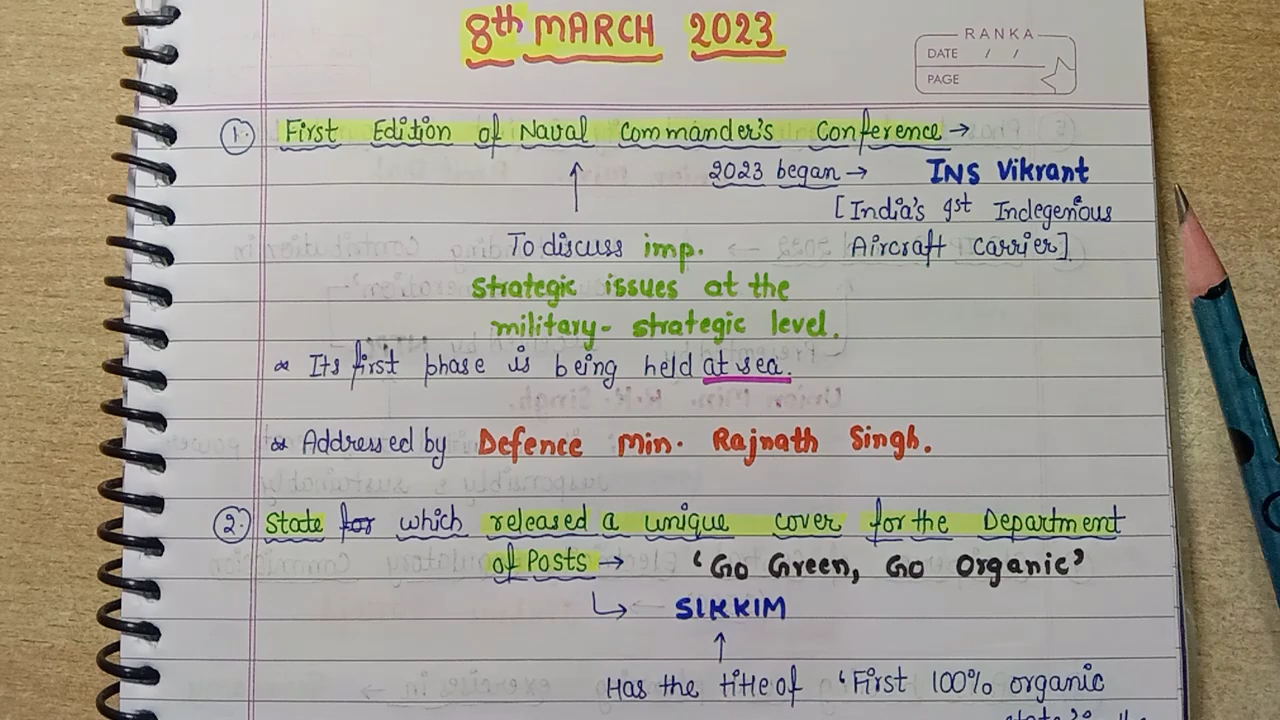 8th MARCH 2023
RANKA
DATE / /
PAGE
1. First Edition of Naval Commander's Conference →
2023 began → INS Vikrant
[India's 1st Indegenious
To discuss imp. Aircraft Carrier]
strategic issues at the
military- strategic level.
* Its first phase is being held at sea.
* Addressed by Defence Min. Rajnath Singh.
2. State for which released a unique cover for the Department
of Posts → 'Go Green, Go Organic'
↳ SIKKIM
Has the title of 'First 100% organic